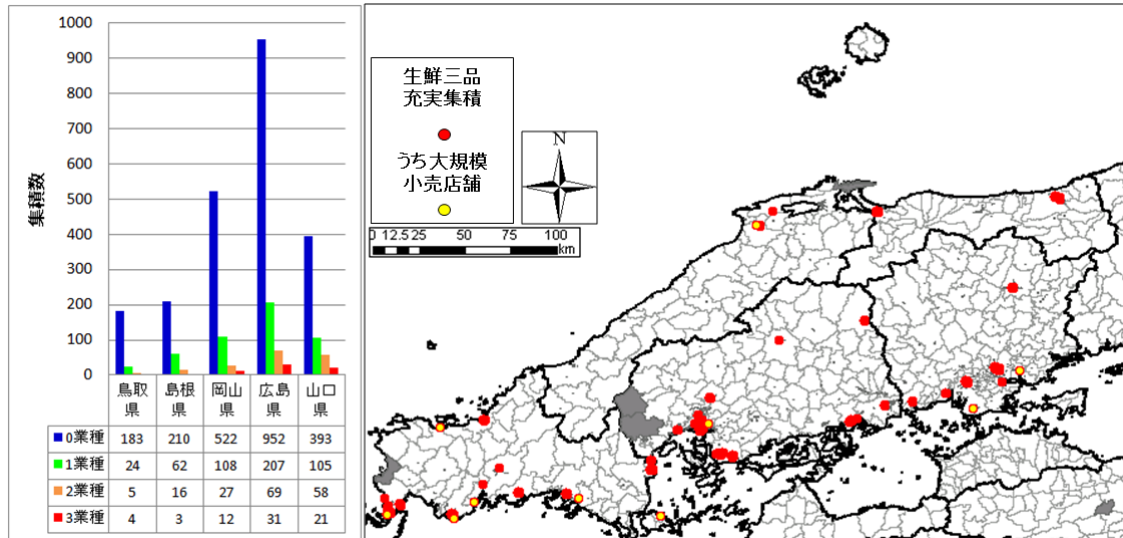 1000
900
800
700
600
500
400
300
200
100
0
集積数
鳥取県 島根県 岡山県 広島県 山口県
0業種 183 210 522 952 393
1業種 24 62 108 207 105
2業種 5 16 27 69 58
3業種 4 3 12 31 21
生鮮三品
充実集積
うち大規模
小売店舗
N
0 12.5 25 50 75 100
km